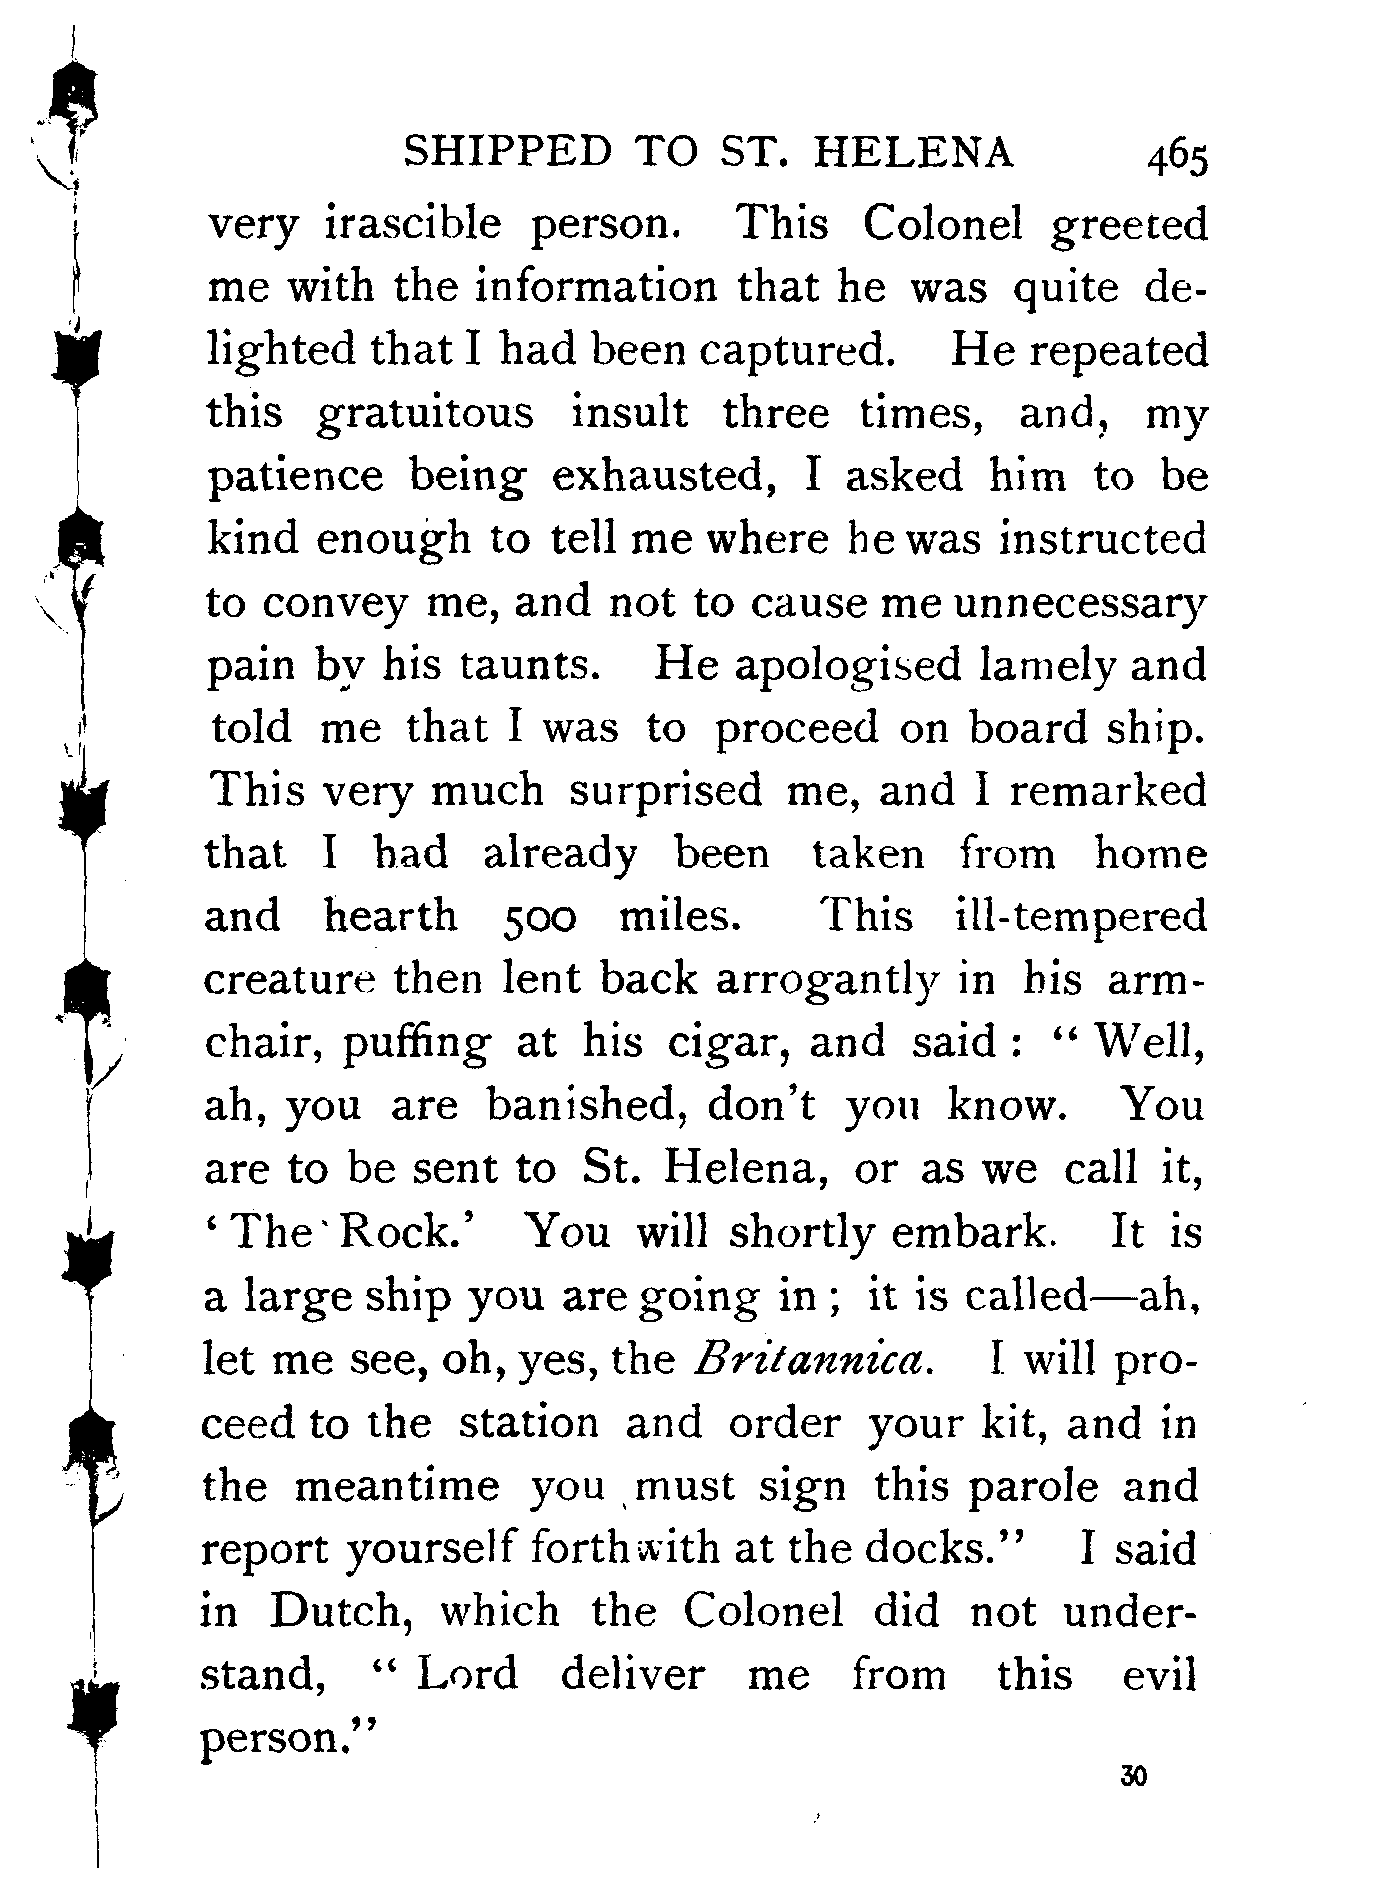 SHIPPED TO ST. HELENA 465
very irascible person. This Colonel greeted
me with the information that he was quite de-
lighted that I had been captured. He repeated
this gratuitous insult three times, and, my
patience being exhausted, I asked him to be
kind enough to tell me where he was instructed
to convey me, and not to cause me unnecessary
pain by his taunts. He apologised lamely and
told me that I was to proceed on board ship.
This very much surprised me, and I remarked
that I had already been taken from home
and hearth 500 miles. This ill-tempered
creature then lent back arrogantly in his arm-
chair, puffing at his cigar, and said : “ Well,
ah, you are banished, don’t you know. You
are to be sent to St. Helena, or as we call it,
‘ The Rock.’ You will shortly embark. It is
a large ship you are going in ; it is called—ah,
let me see, oh, yes, the Britannica. I will pro-
ceed to the station and order your kit, and in
the meantime you must sign this parole and
report yourself forthwith at the docks.” I said
in Dutch, which the Colonel did not under-
stand, “ Lord deliver me from this evil
person.”
30